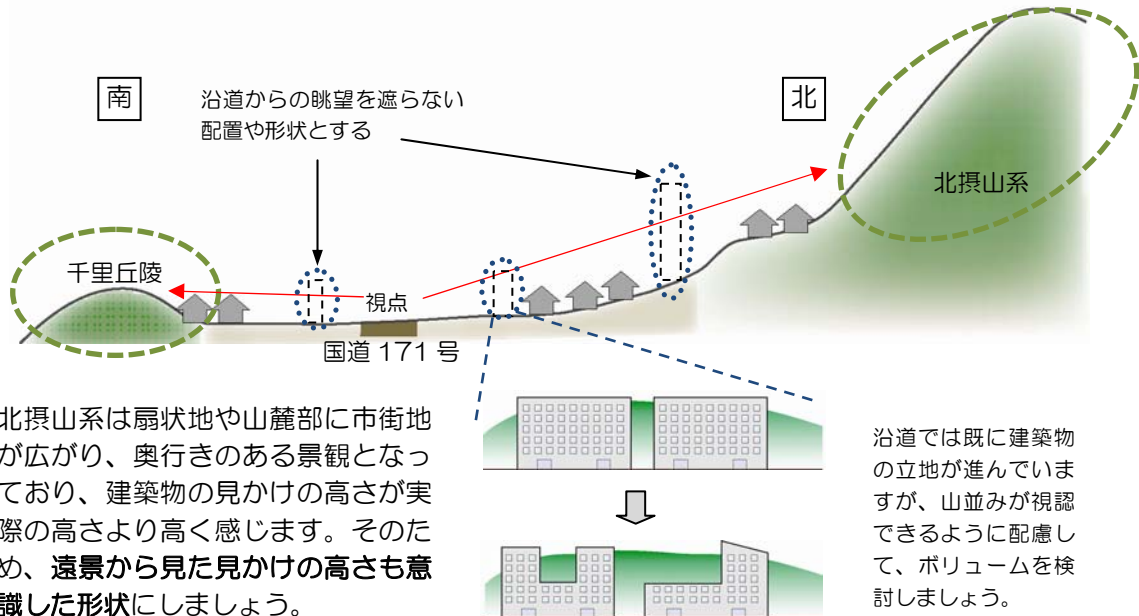 南
沿道からの眺望を遮らない
配置や形状とする
北
北摂山系
千里丘陵
視点
国道 171 号
北摂山系は扇状地や山麓部に市街地
が広がり、奥行きのある景観となっ
ており、建築物の見かけの高さが実
際の高さより高く感じます。そのた
め、遠景から見た見かけの高さも意
識した形状にしましょう。
沿道では既に建築物
の立地が進んでいま
すが、山並みが視認
できるように配慮し
て、ボリュームを検
討しましょう。